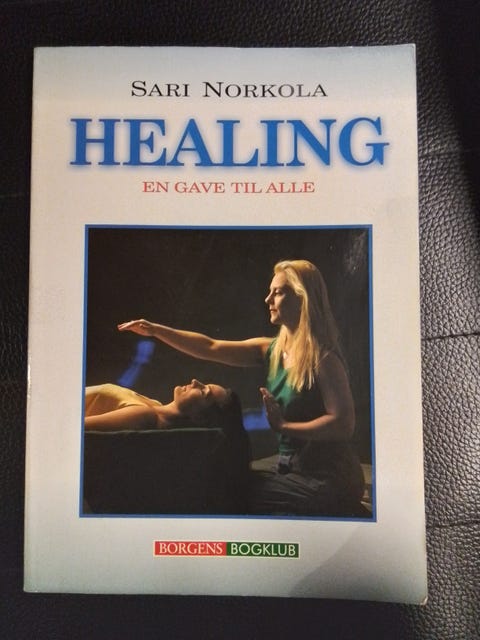 SARI NORKOLA
HEALING
EN GAVE TIL ALLE
BORGENS BOGKLUB